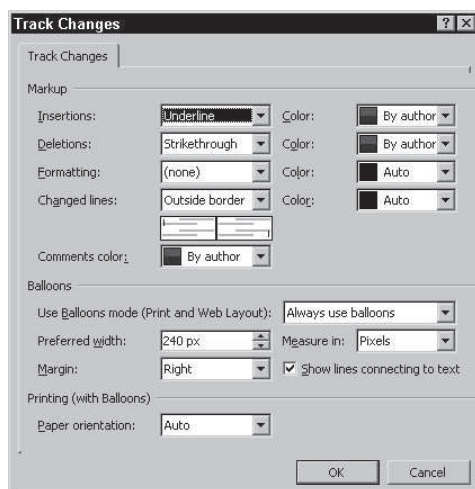 Track Changes
Track Changes
Markup
Insertions: Underline Color: By author
Deletions: Strikethrough Color: By author
Formatting: (none) Color: Auto
Changed lines: Outside border Color: Auto
Comments color: By author
Balloons
Use Balloons mode (Print and Web Layout): Always use balloons
Preferred width: 240 px Measure in: Pixels
Margin: Right Show lines connecting to text
Printing (with Balloons)
Paper orientation: Auto
OK Cancel